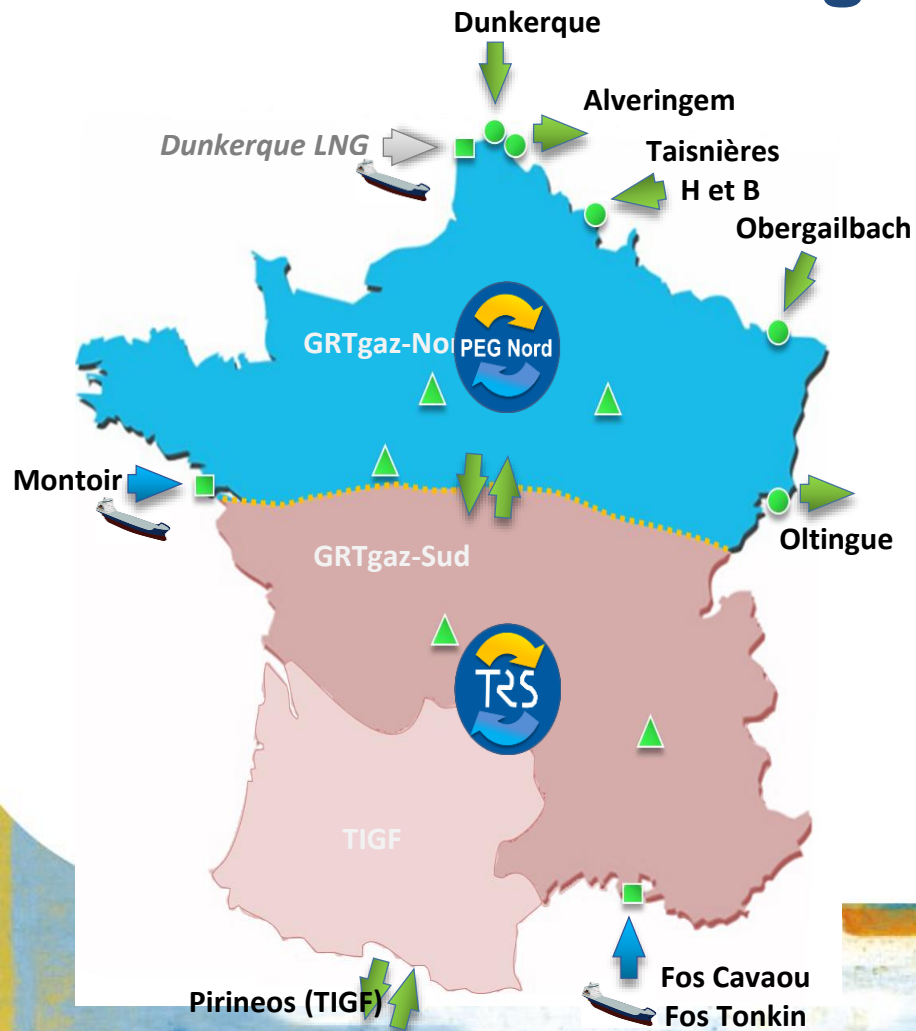 Dunkerque
Alveringem
Dunkerque LNG
Taisnières
H et B
Obergailbach
GRTgaz-Nor
PEG Nord
Montoir
Oltingue
GRTgaz-Sud
TRS
TIGF
Pirineos (TIGF)
Fos Cavaou
Fos Tonkin